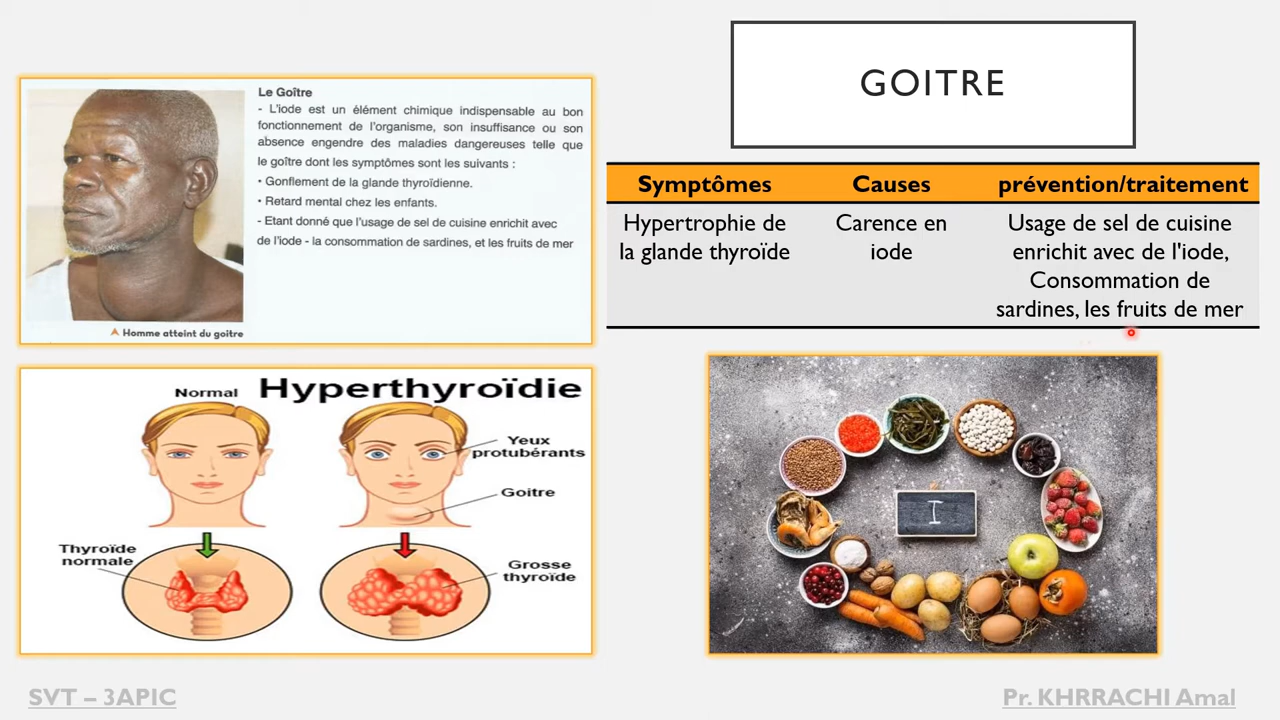 GOITRE
Le Goître
- L'iode est un élément chimique indispensable au bon
fonctionnement de l'organisme, son insuffisance ou son
absence engendre des maladies dangereuses telle que
le goître dont les symptômes sont les suivants :
• Gonflement de la glande thyroïdienne.
• Retard mental chez les enfants.
- Etant donné que l'usage de sel de cuisine enrichit avec
de l'iode - la consommation de sardines, et les fruits de mer
Homme atteint du goître
Symptômes Causes prévention/traitement
Hypertrophie de
la glande thyroïde
Carence en
iode
Usage de sel de cuisine
enrichit avec de l'iode,
Consommation de
sardines, les fruits de mer
Hyperthyroïdie
Normal
Yeux
protubérants
Goitre
Thyroïde
normale
Grosse
thyroïde
I
SVT – 3APIC
Pr. KHRRACHI Amal